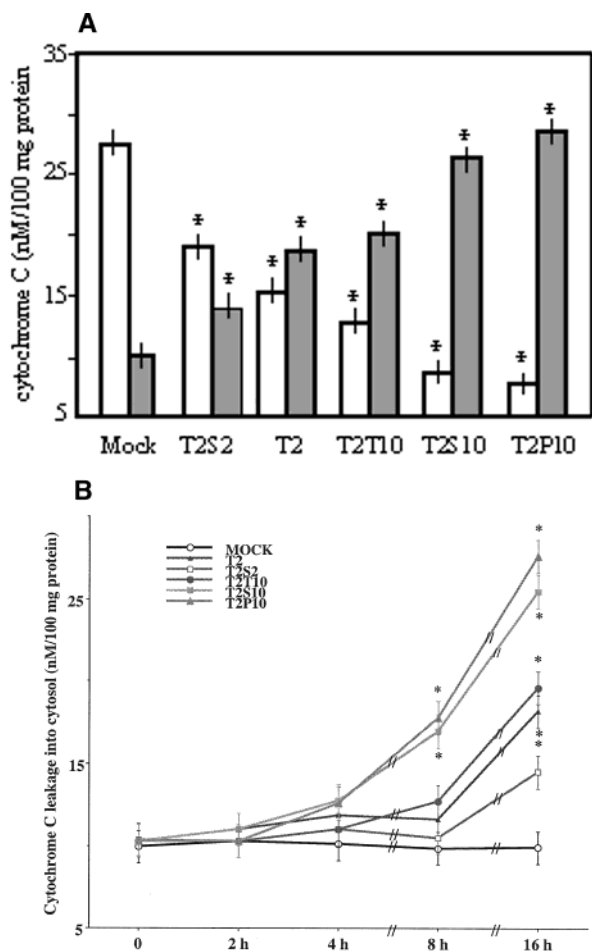 A
cytochrome C (nM/100 mg protein
35
25
15
5
* * * * * * * * * *
Mock T2S2 T2 T2T10 T2S10 T2P10
B
Cytochrome C leakage into cytosol (nM/100 mg protein)
25
15
5
MOCK
T2
T2S2
T2T10
T2S10
T2P10
* * * * * * *
0 2 h 4 h // 8 h // 16 h